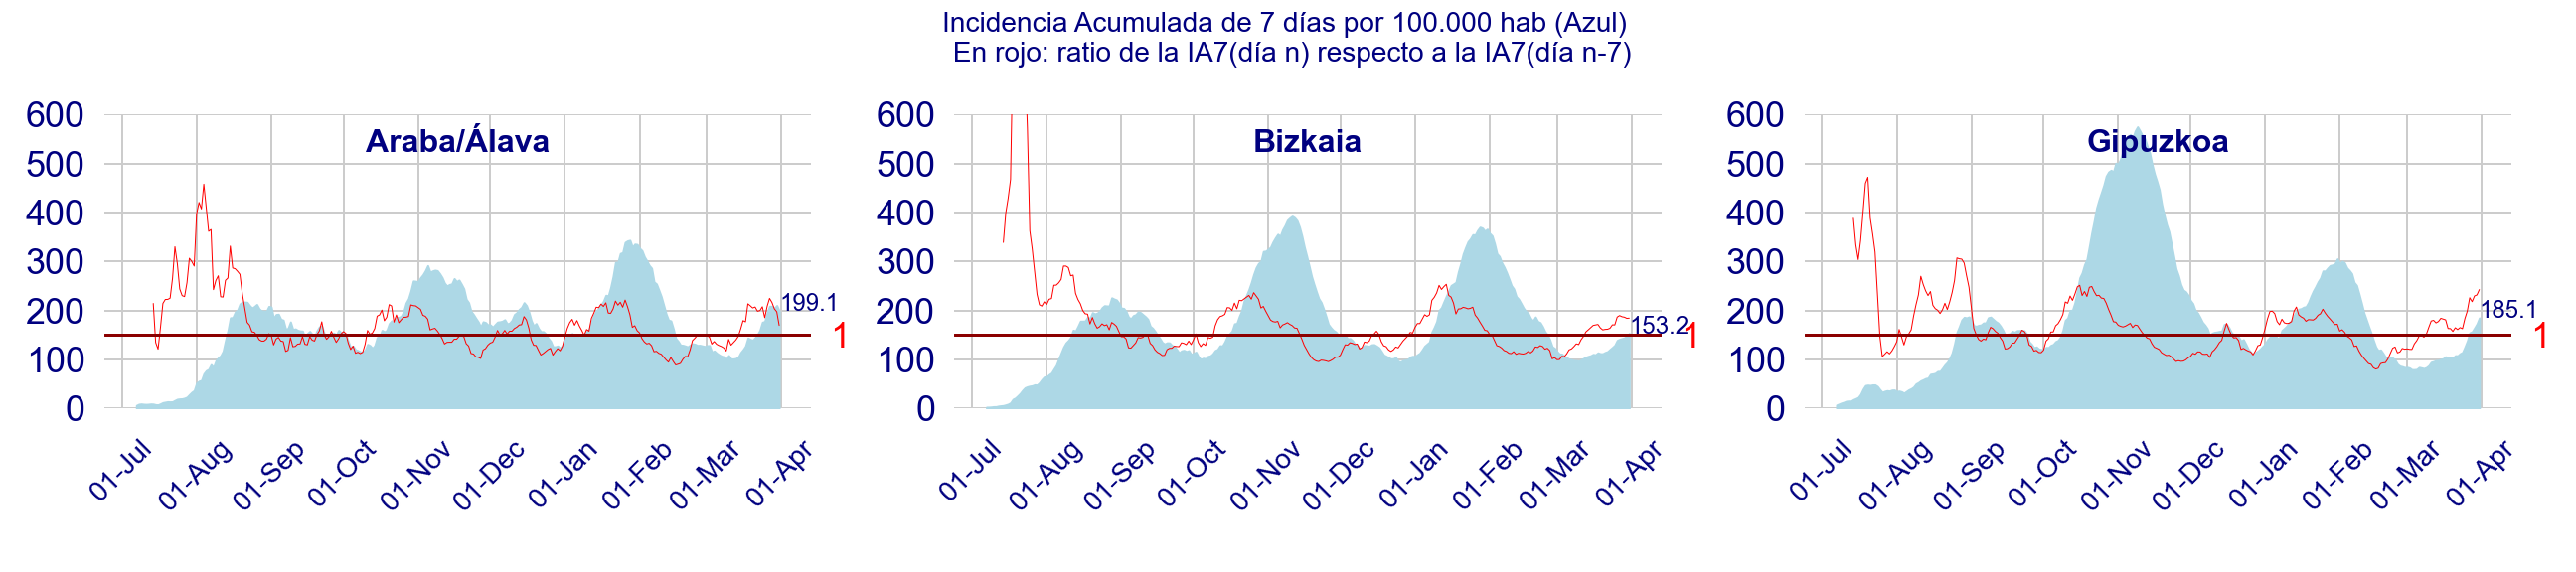 Incidencia Acumulada de 7 días por 100.000 hab (Azul)
En rojo: ratio de la IA7(día n) respecto a la IA7(día n-7)
Araba/Álava
600
500
400
300
200
100
0
199.1
1
01-Jul
01-Aug
01-Sep
01-Oct
01-Nov
01-Dec
01-Jan
01-Feb
01-Mar
01-Apr
Bizkaia
600
500
400
300
200
100
0
153.2
1
01-Jul
01-Aug
01-Sep
01-Oct
01-Nov
01-Dec
01-Jan
01-Feb
01-Mar
01-Apr
Gipuzkoa
600
500
400
300
200
100
0
185.1
1
01-Jul
01-Aug
01-Sep
01-Oct
01-Nov
01-Dec
01-Jan
01-Feb
01-Mar
01-Apr